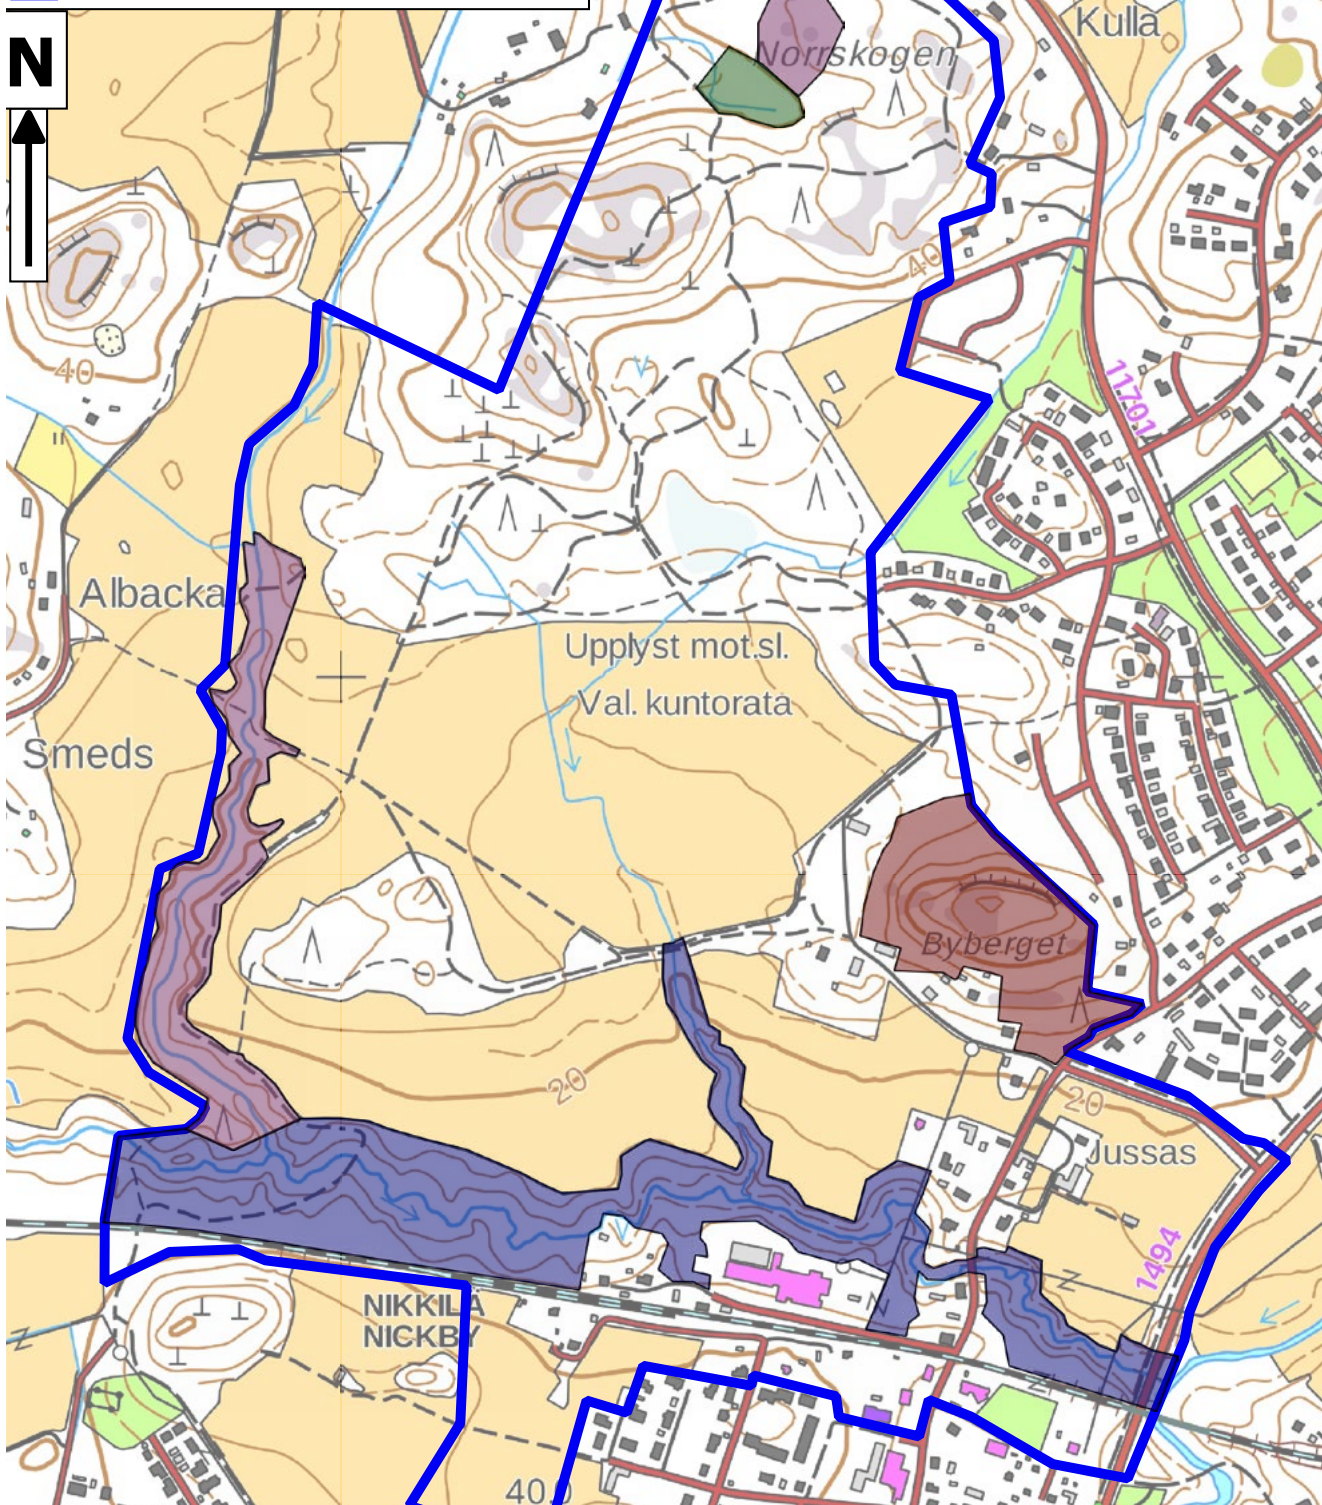 Kulla
N
Norrskogen
40
40
11701
Albacka
Upplyst mot.sl.
Val. kuntorata
Smeds
Byberget
20
20
Jussas
1494
NIKKILÄ
NICKBY
40,0